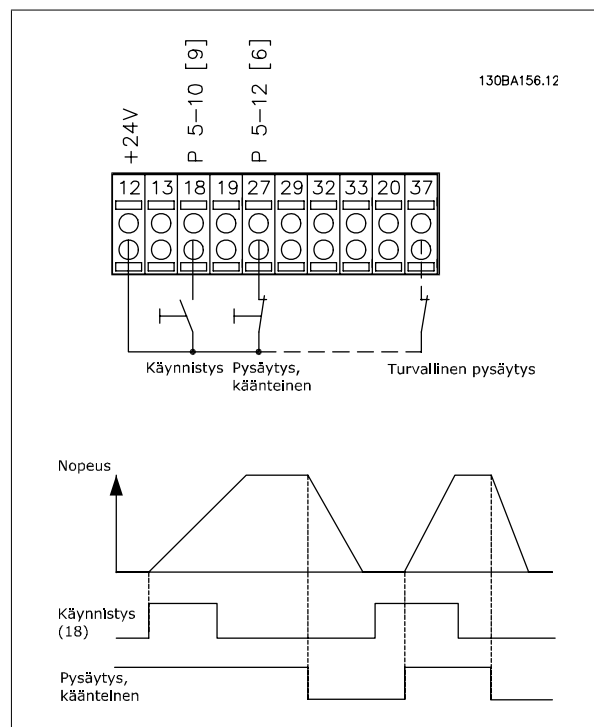 130BA156.12
+24V
P 5-10 [9]
P 5-12 [6]
12 13 18 19 27 29 32 33 20 37
Käynnistys
Pysäytys,
käänteinen
Turvallinen pysäytys
Nopeus
Käynnistys
(18)
Pysäytys,
käänteinen